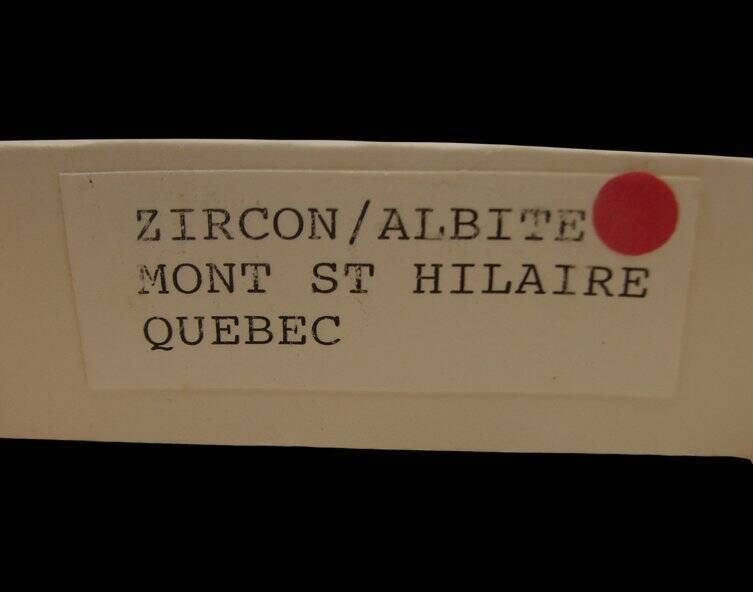 ZIRCON/ALBITE
MONT ST HILAIRE
QUEBEC